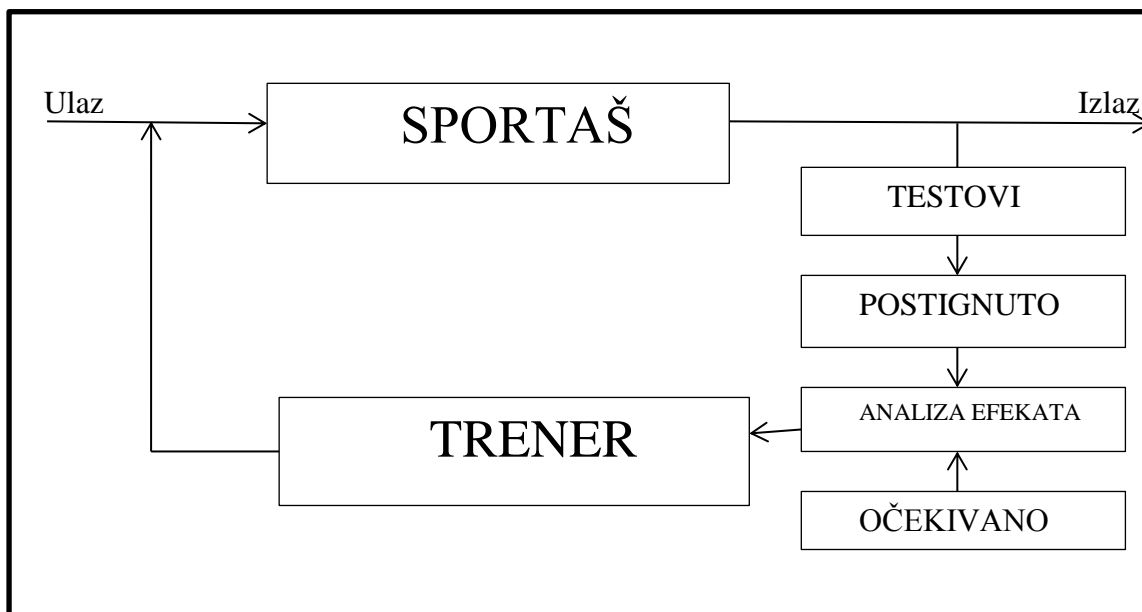 Ulaz
SPORTAŠ
Izlaz
TESTOVI
POSTIGNUTO
ANALIZA EFEKATA
TRENER
OČEKIVANO